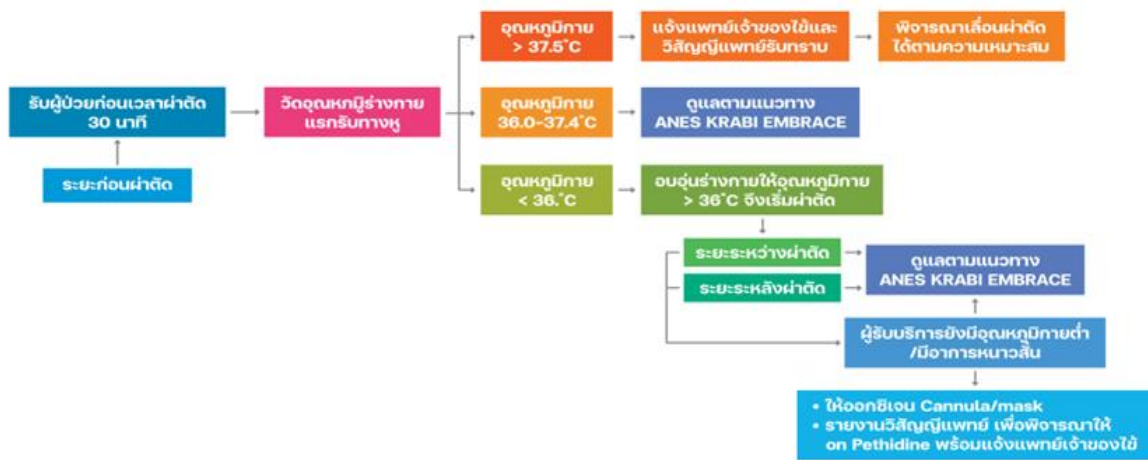 อุณหภูมิกาย
> 37.5°C
แจ้งแพทย์เจ้าของไข้และ
วิสัญญีแพทย์รับทราบ
พิจารณาเลื่อนผ่าตัด
ได้ตามความเหมาะสม
รับผู้ป่วยก่อนเวลาผ่าตัด
30 นาที
วัดอุณหภูมิร่างกาย
แรกรับทางหู
อุณหภูมิกาย
36.0-37.4°C
ดูแลตามแนวทาง
ANES KRABI EMBRACE
ระยะก่อนผ่าตัด
อุณหภูมิกาย
< 36.°C
อบอุ่นร่างกายให้อุณหภูมิกาย
> 36°C จึงเริ่มผ่าตัด
ระยะระหว่างผ่าตัด
ระยะระหลังผ่าตัด
ดูแลตามแนวทาง
ANES KRABI EMBRACE
ผู้รับบริการยังมีอุณหภูมิกายต่ำ
/มีอาการหนาวสั่น
• ให้ออกซิเจน Cannula/mask
• รายงานวิสัญญีแพทย์ เพื่อพิจารณาให้
on Pethidine พร้อมแจ้งแพทย์เจ้าของไข้